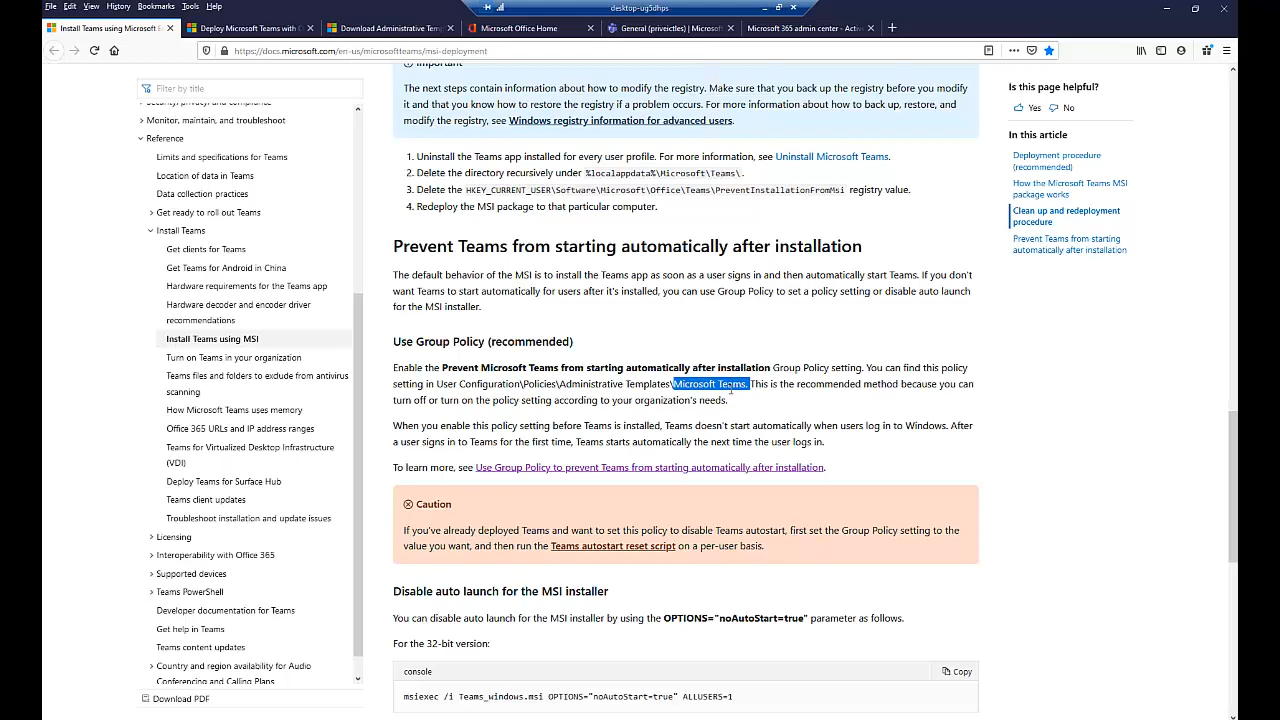 File Edit View History Bookmarks Tools Help
desktop-ug5dhps
Install Teams using Microsoft E
Deploy Microsoft Teams with G
Download Administrative Temp
Microsoft Office Home
General (priveictles) | Microsof
Microsoft 365 admin center - Activ
https://docs.microsoft.com/en-us/microsoftteams/msi-deployment
Filter by title
Security, privacy, and compliance
Monitor, maintain, and troubleshoot
Reference
Limits and specifications for Teams
Location of data in Teams
Data collection practices
Get ready to roll out Teams
Install Teams
Get clients for Teams
Get Teams for Android in China
Hardware requirements for the Teams app
Hardware decoder and encoder driver
recommendations
Install Teams using MSI
Turn on Teams in your organization
Teams files and folders to exclude from antivirus
scanning
How Microsoft Teams uses memory
Office 365 URLs and IP address ranges
Teams for Virtualized Desktop Infrastructure
(VDI)
Deploy Teams for Surface Hub
Teams client updates
Troubleshoot installation and update issues
Licensing
Interoperability with Office 365
Supported devices
Teams PowerShell
Developer documentation for Teams
Get help in Teams
Teams content updates
Country and region availability for Audio
Conferencing and Calling Plans
Download PDF
Important
The next steps contain information about how to modify the registry. Make sure that you back up the registry before you modify
it and that you know how to restore the registry if a problem occurs. For more information about how to back up, restore, and
modify the registry, see Windows registry information for advanced users.
1. Uninstall the Teams app installed for every user profile. For more information, see Uninstall Microsoft Teams.
2. Delete the directory recursively under %localappdata%\Microsoft\Teams\.
3. Delete the HKEY_CURRENT_USER\Software\Microsoft\Office\Teams\PreventInstallationFromMsi registry value.
4. Redeploy the MSI package to that particular computer.
Prevent Teams from starting automatically after installation
The default behavior of the MSI is to install the Teams app as soon as a user signs in and then automatically start Teams. If you don't
want Teams to start automatically for users after it's installed, you can use Group Policy to set a policy setting or disable auto launch
for the MSI installer.
Use Group Policy (recommended)
Enable the Prevent Microsoft Teams from starting automatically after installation Group Policy setting. You can find this policy
setting in User Configuration\Policies\Administrative Templates\Microsoft Teams. This is the recommended method because you can
turn off or turn on the policy setting according to your organization's needs.
When you enable this policy setting before Teams is installed, Teams doesn't start automatically when users log in to Windows. After
a user signs in to Teams for the first time, Teams starts automatically the next time the user logs in.
To learn more, see Use Group Policy to prevent Teams from starting automatically after installation.
Caution
If you've already deployed Teams and want to set this policy to disable Teams autostart, first set the Group Policy setting to the
value you want, and then run the Teams autostart reset script on a per-user basis.
Disable auto launch for the MSI installer
You can disable auto launch for the MSI installer by using the OPTIONS="noAutoStart=true" parameter as follows.
For the 32-bit version:
console
Copy
msiexec /i Teams_windows.msi OPTIONS="noAutoStart=true" ALLUSERS=1
Is this page helpful?
Yes No
In this article
Deployment procedure
(recommended)
How the Microsoft Teams MSI
package works
Clean up and redeployment
procedure
Prevent Teams from starting
automatically after installation